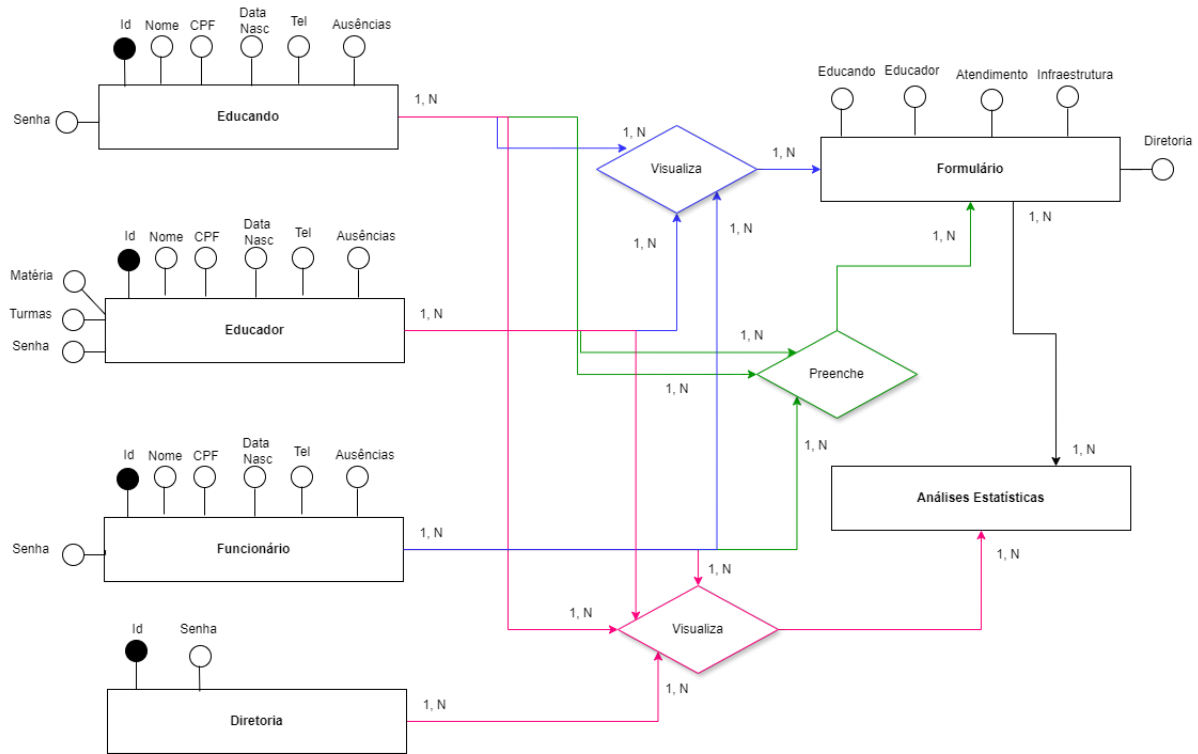 Id
Nome
CPF
Data
Nasc
Tel
Ausências
Senha
Educando
1, N
1, N
Visualiza
1, N
Educando
Educador
Atendimento
Infraestrutura
Diretoria
Formulário
1, N
1, N
1, N
1, N
Id
Nome
CPF
Data
Nasc
Tel
Ausências
Matéria
Turmas
Senha
Educador
1, N
1, N
Preenche
1, N
1, N
1, N
Id
Nome
CPF
Data
Nasc
Tel
Ausências
Senha
Funcionário
1, N
Análises Estatísticas
1, N
1, N
1, N
Visualiza
1, N
Id
Senha
Diretoria
1, N